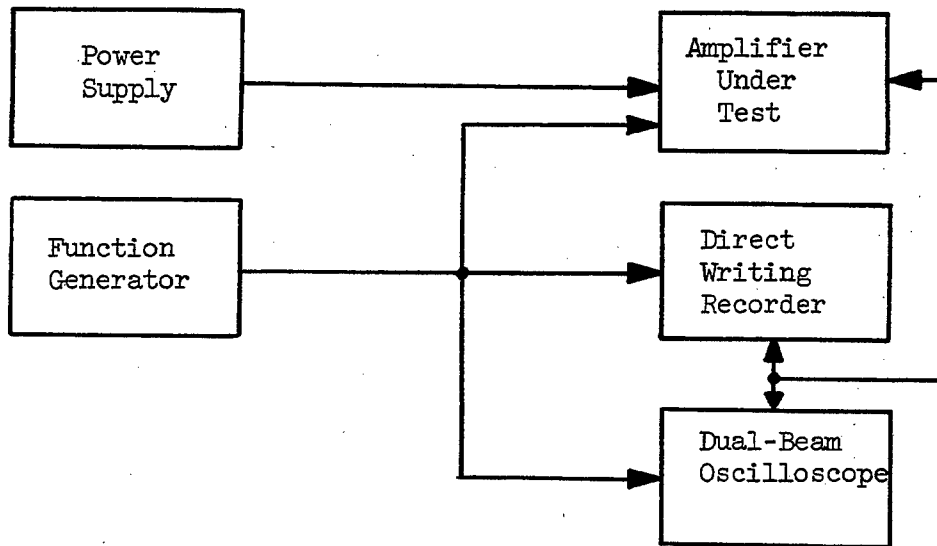 Power
Supply
Amplifier
Under
Test
Function
Generator
Direct
Writing
Recorder
Dual-Beam
Oscilloscope